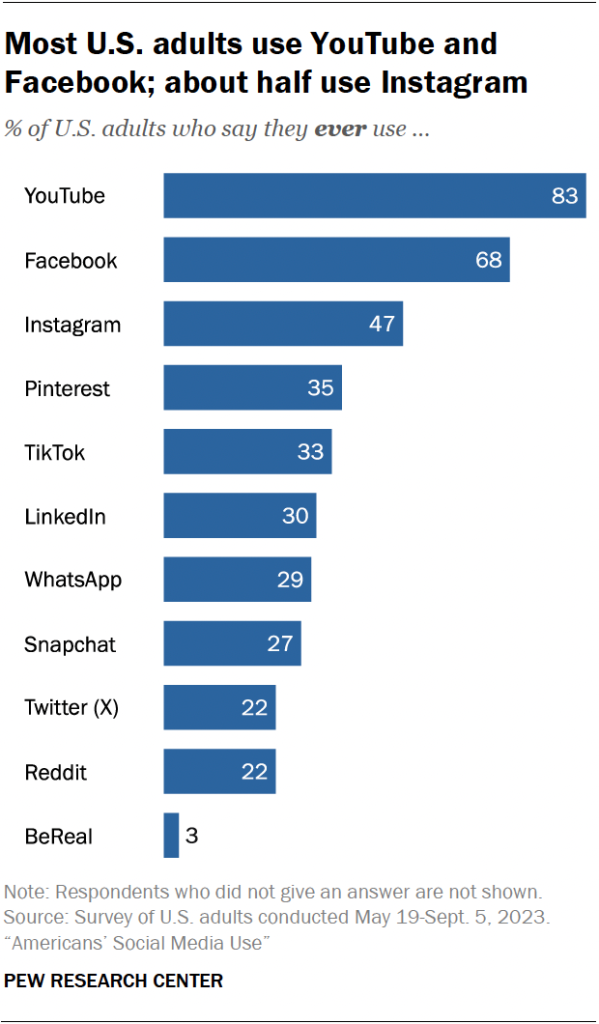 Most U.S. adults use YouTube and
Facebook; about half use Instagram
% of U.S. adults who say they ever use ...
YouTube 83
Facebook 68
Instagram 47
Pinterest 35
TikTok 33
LinkedIn 30
WhatsApp 29
Snapchat 27
Twitter (X) 22
Reddit 22
BeReal 3
Note: Respondents who did not give an answer are not shown.
Source: Survey of U.S. adults conducted May 19-Sept. 5, 2023.
“Americans’ Social Media Use”
PEW RESEARCH CENTER